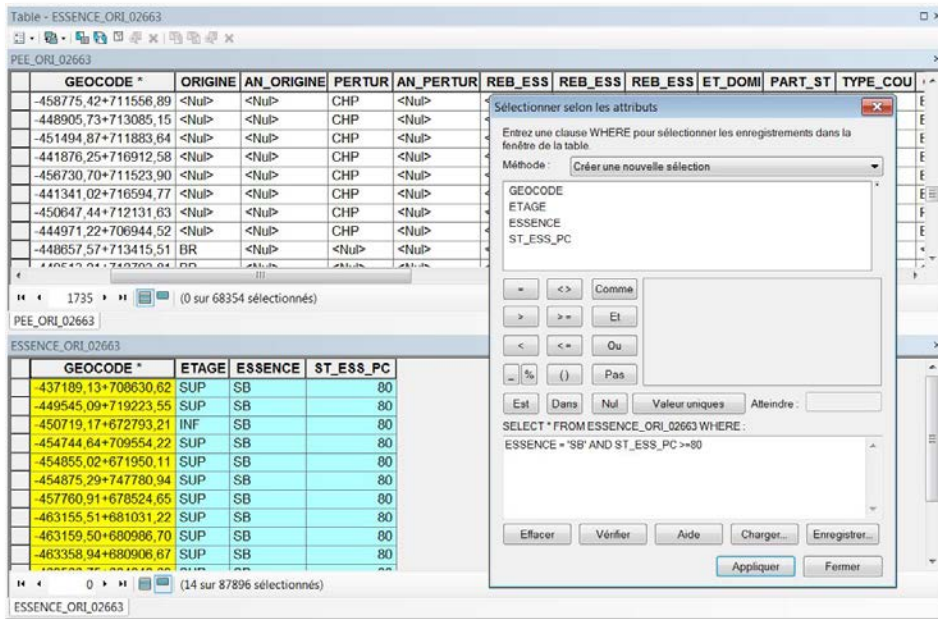 Table - ESSENCE_ORI_02663
PEE_ORI_02663
GEOCODE * ORIGINE AN_ORIGINE PERTUR AN_PERTUR REB_ESS REB_ESS REB_ESS ET_DOMI PART_ST TYPE_COU
-458775,42+711556,89 <Nul> <Nul> CHP <Nul>
-448905,73+713085,15 <Nul> <Nul> CHP <Nul>
-451494,87+711883,64 <Nul> <Nul> CHP <Nul>
-441876,25+716912,58 <Nul> <Nul> CHP <Nul>
-456730,70+711523,90 <Nul> <Nul> CHP <Nul>
-441341,02+716594,77 <Nul> <Nul> CHP <Nul>
-450647,44+712131,63 <Nul> <Nul> CHP <Nul>
-444971,22+706944,52 <Nul> <Nul> CHP <Nul>
-448657,57+713415,51 BR <Nul> <Nul> <Nul>
1735 (0 sur 68354 sélectionnés)
PEE_ORI_02663
ESSENCE_ORI_02663
GEOCODE * ETAGE ESSENCE ST_ESS_PC
-437189,13+708630,62 SUP SB 80
-449545,09+719223,55 SUP SB 80
-450719,17+672793,21 INF SB 80
-454744,64+709554,22 SUP SB 80
-454855,02+671950,11 SUP SB 80
-454875,29+747780,94 SUP SB 80
-457760,91+678524,65 SUP SB 80
-463155,51+681031,22 SUP SB 80
-463159,50+680986,70 SUP SB 80
-463358,94+680906,67 SUP SB 80
0 (14 sur 87896 sélectionnés)
ESSENCE_ORI_02663
Sélectionner selon les attributs
Entrez une clause WHERE pour sélectionner les enregistrements dans la
fenêtre de la table.
Méthode : Créer une nouvelle sélection
GEOCODE
ETAGE
ESSENCE
ST_ESS_PC
= <> Comme
> > = Et
< < = Ou
_ % () Pas
Est Dans Nul Valeur uniques Atteindre :
SELECT * FROM ESSENCE_ORI_02663 WHERE :
ESSENCE = 'SB' AND ST_ESS_PC >=80
Effacer Vérifier Aide Charger... Enregistrer...
Appliquer Fermer